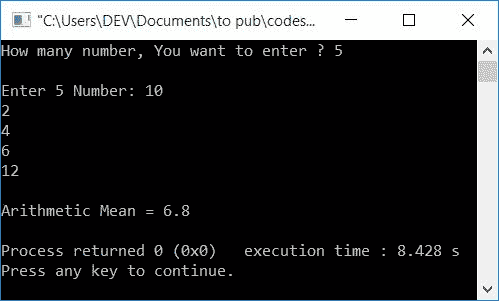 "C:\Users\DEV\Documents\to pub\codes...
How many number, You want to enter ? 5
Enter 5 Number: 10
2
4
6
12
Arithmetic Mean = 6.8
Process returned 0 (0x0)   execution time : 8.428 s
Press any key to continue.